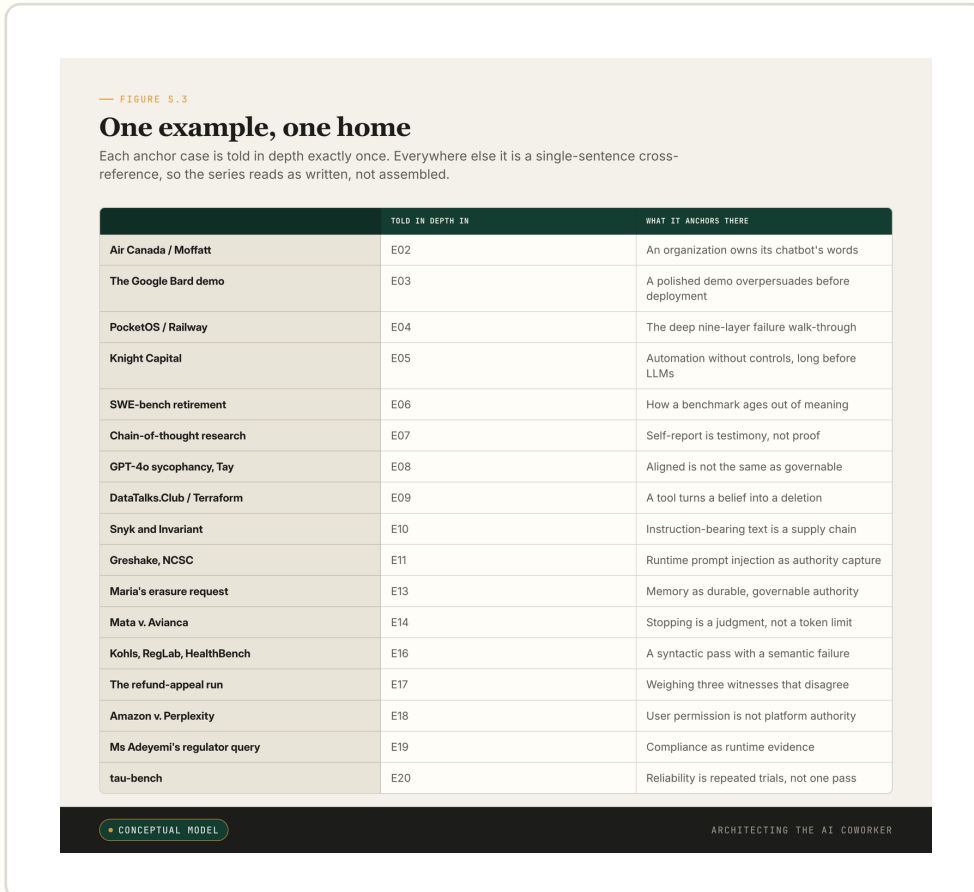 FIGURE S.3
One example, one home
Each anchor case is told in depth exactly once. Everywhere else it is a single-sentence cross-
reference, so the series reads as written, not assembled.
TOLD IN DEPTH IN WHAT IT ANCHORS THERE
Air Canada / Moffatt E02 An organization owns its chatbot's words
The Google Bard demo E03 A polished demo overpersuades before
deployment
PocketOS / Railway E04 The deep nine-layer failure walk-through
Knight Capital E05 Automation without controls, long before
LLMs
SWE-bench retirement E06 How a benchmark ages out of meaning
Chain-of-thought research E07 Self-report is testimony, not proof
GPT-4o sycophancy, Tay E08 Aligned is not the same as governable
DataTalks.Club / Terraform E09 A tool turns a belief into a deletion
Snyk and Invariant E10 Instruction-bearing text is a supply chain
Greshake, NCSC E11 Runtime prompt injection as authority capture
Maria's erasure request E13 Memory as durable, governable authority
Mata v. Avianca E14 Stopping is a judgment, not a token limit
Kohls, RegLab, HealthBench E16 A syntactic pass with a semantic failure
The refund-appeal run E17 Weighing three witnesses that disagree
Amazon v. Perplexity E18 User permission is not platform authority
Ms Adeyemi's regulator query E19 Compliance as runtime evidence
tau-bench E20 Reliability is repeated trials, not one pass
CONCEPTUAL MODEL ARCHITECTING THE AI COWORKER